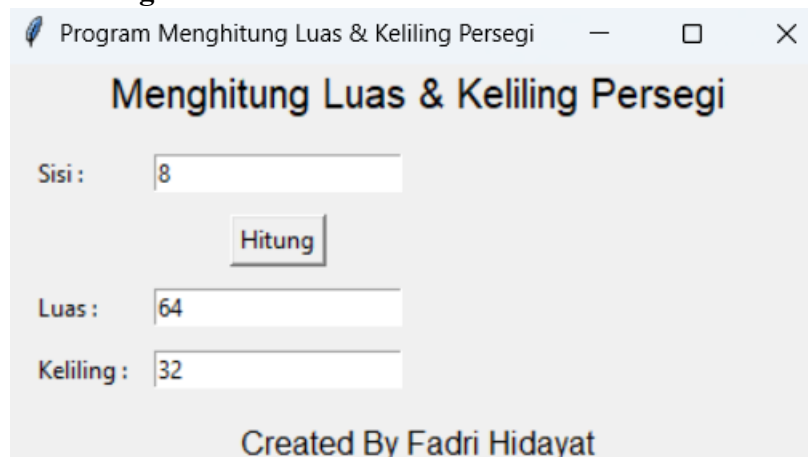 Program Menghitung Luas & Keliling Persegi
Menghitung Luas & Keliling Persegi
Sisi : 8
Hitung
Luas : 64
Keliling : 32
Created By Fadri Hidayat